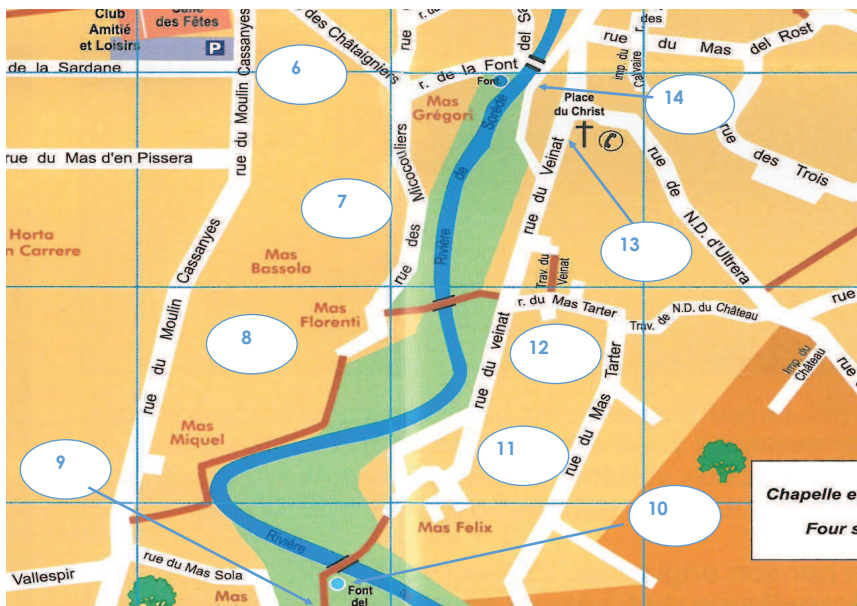 Club
Amitié
et Loisirs
des Fêtes
P
de la Sardane
rue du Moulin Cassanyes
des Châtaigniers
6
rue
r. de la Font
Font
del
rue du Mas del Rost
Imp. du
Calvaire
r. des
14
Place
du Christ
Mas
Grégori
rue du Mas d'en Pissera
rue des Micocouliers
7
Rivière de Sorède
rue du Veinat
rue de N.D. d'Ultrera
rue des Trois
13
Horta
Carrere
Mas
Bassola
Trav. du
Veinat
Mas
Florenti
r. du Mas Tarter
Trav. de N.D. du Château
rue
8
12
rue du Moulin Cassanyes
rue du veinat
rue du Mas Tarter
Imp. du
Château
rue
Mas
Miquel
9
11
10
Chapelle
Four
Mas Felix
Rivière
Vallespir
rue du Mas Sola
Mas
Font
del